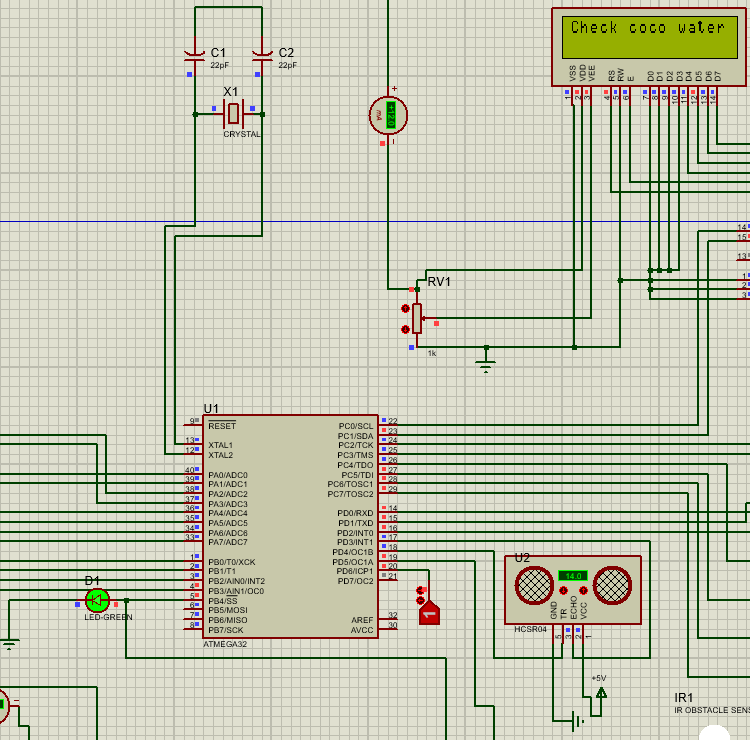 Check coco water
VSS
VDD
VEE
RS
RW
E
D0
D1
D2
D3
D4
D5
D6
D7
1
2
3
4
5
6
7
8
9
10
11
12
13
14
C1
22pF
C2
22pF
X1
CRYSTAL
mA
14
15
13
1
2
3
RV1
1k
U1
9 RESET
13 XTAL1
12 XTAL2
40 PA0/ADC0
39 PA1/ADC1
38 PA2/ADC2
37 PA3/ADC3
36 PA4/ADC4
35 PA5/ADC5
34 PA6/ADC6
33 PA7/ADC7
1 PB0/T0/XCK
2 PB1/T1
3 PB2/AIN0/INT2
4 PB3/AN1/OC0
5 PB4/SS
6 PB5/MOSI
7 PB6/MISO
8 PB7/SCK
PC0/SCL 22
PC1/SDA 23
PC2/TCK 24
PC3/TMS 25
PC4/TDO 26
PC5/TDI 27
PC6/TOSC1 28
PC7/TOSC2 29
PD0/RXD 14
PD1/TXD 15
PD2/INT0 16
PD3/INT1 17
PD4/OC1B 18
PD5/OC1A 19
PD6/ICP1 20
PD7/OC2 21
AREF 32
AVCC 30
ATMEGA32
1
D1
LED-GREEN
U2
14.0
GND
TR
ECHO
VCC
HCSR04
5
3
2
1
+5V
IR1
IR OBSTACLE SENS